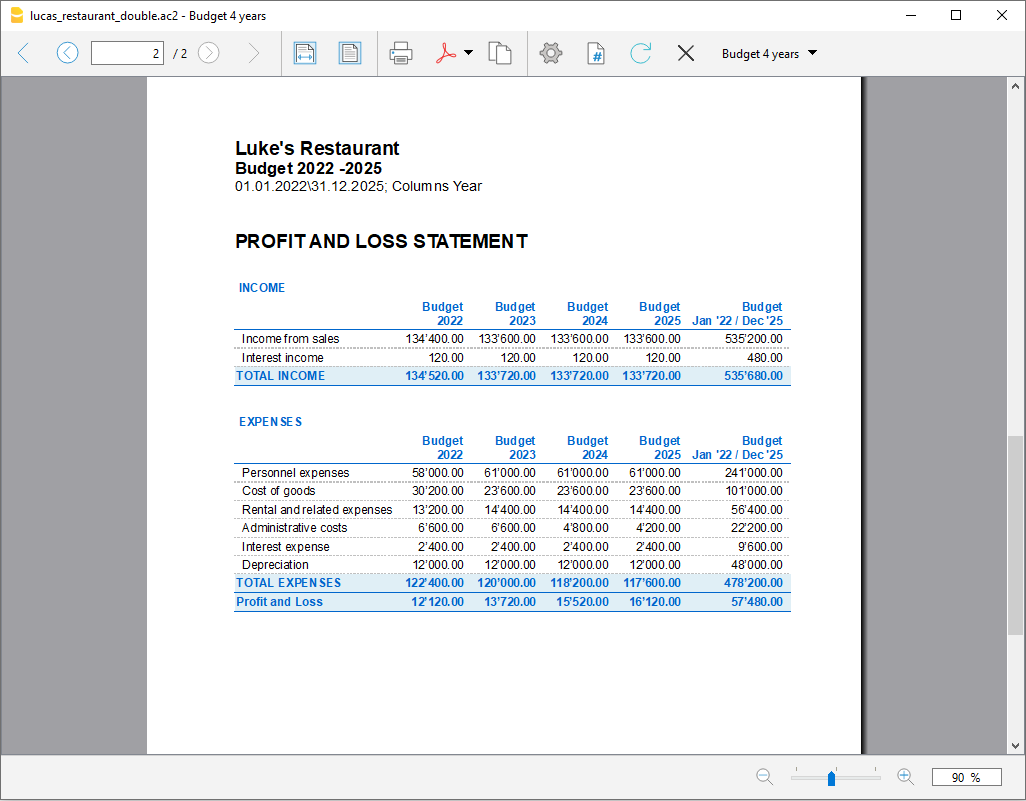 lucas_restaurant_double.ac2 - Budget 4 years
2 / 2 Budget 4 years
Luke's Restaurant
Budget 2022 -2025
01.01.2022\31.12.2025; Columns Year
PROFIT AND LOSS STATEMENT
INCOME
Budget Budget Budget Budget Budget
2022 2023 2024 2025 Jan '22 / Dec '25
Income from sales 134'400.00 133'600.00 133'600.00 133'600.00 535'200.00
Interest income 120.00 120.00 120.00 120.00 480.00
TOTAL INCOME 134'520.00 133'720.00 133'720.00 133'720.00 535'680.00
EXPENSES
Budget Budget Budget Budget Budget
2022 2023 2024 2025 Jan '22 / Dec '25
Personnel expenses 58'000.00 61'000.00 61'000.00 61'000.00 241'000.00
Cost of goods 30'200.00 23'600.00 23'600.00 23'600.00 101'000.00
Rental and related expenses 13'200.00 14'400.00 14'400.00 14'400.00 56'400.00
Administrative costs 6'600.00 6'600.00 4'800.00 4'200.00 22'200.00
Interest expense 2'400.00 2'400.00 2'400.00 2'400.00 9'600.00
Depreciation 12'000.00 12'000.00 12'000.00 12'000.00 48'000.00
TOTAL EXPENSES 122'400.00 120'000.00 118'200.00 117'600.00 478'200.00
Profit and Loss 12'120.00 13'720.00 15'520.00 16'120.00 57'480.00
90 %